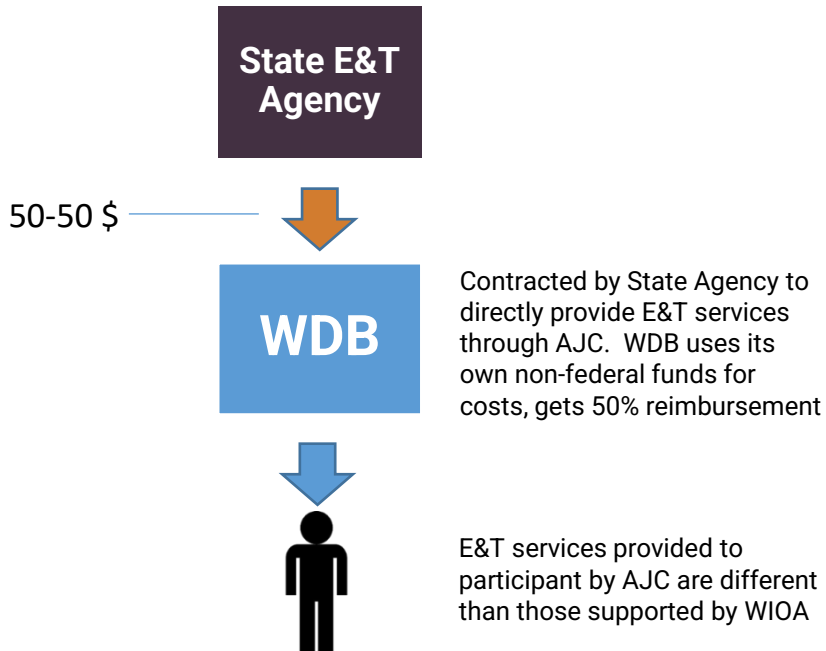 State E&T
Agency
50-50 $
WDB
Contracted by State Agency to
directly provide E&T services
through AJC.  WDB uses its
own non-federal funds for
costs, gets 50% reimbursement
E&T services provided to
participant by AJC are different
than those supported by WIOA